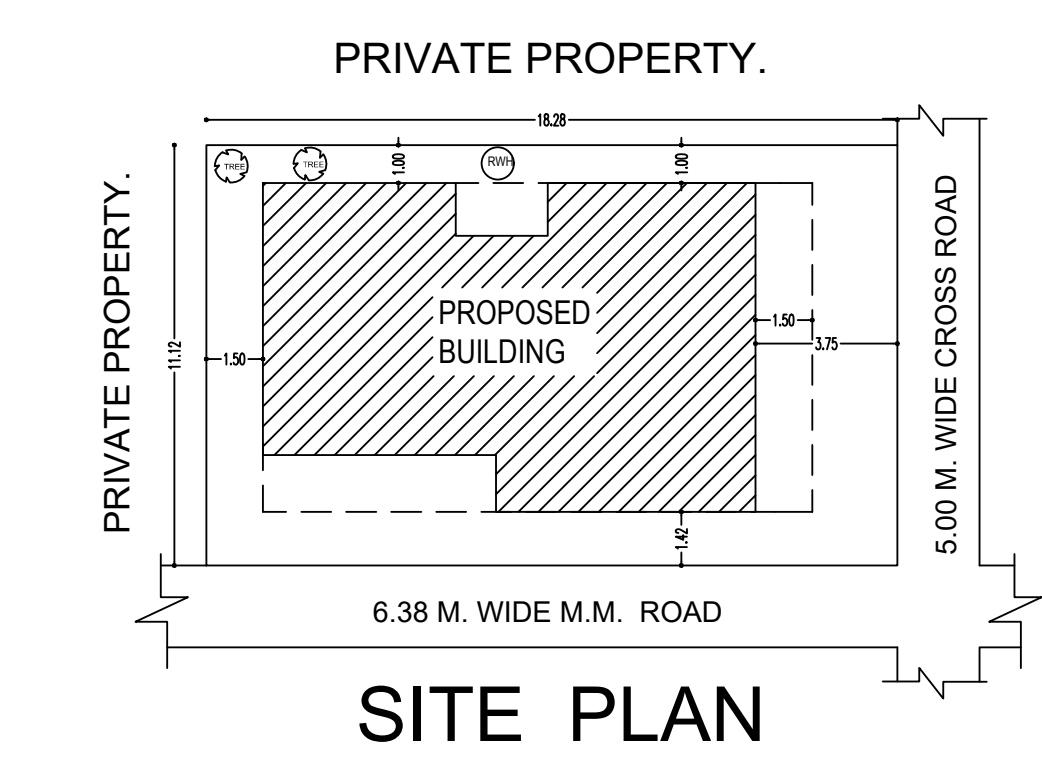 PRIVATE PROPERTY.
18.28
TREE
TREE
RWH
1.00
1.00
PRIVATE PROPERTY.
11.12
1.50
PROPOSED
BUILDING
1.50
3.75
5.00 M. WIDE CROSS ROAD
1.42
6.38 M. WIDE M.M. ROAD
SITE PLAN